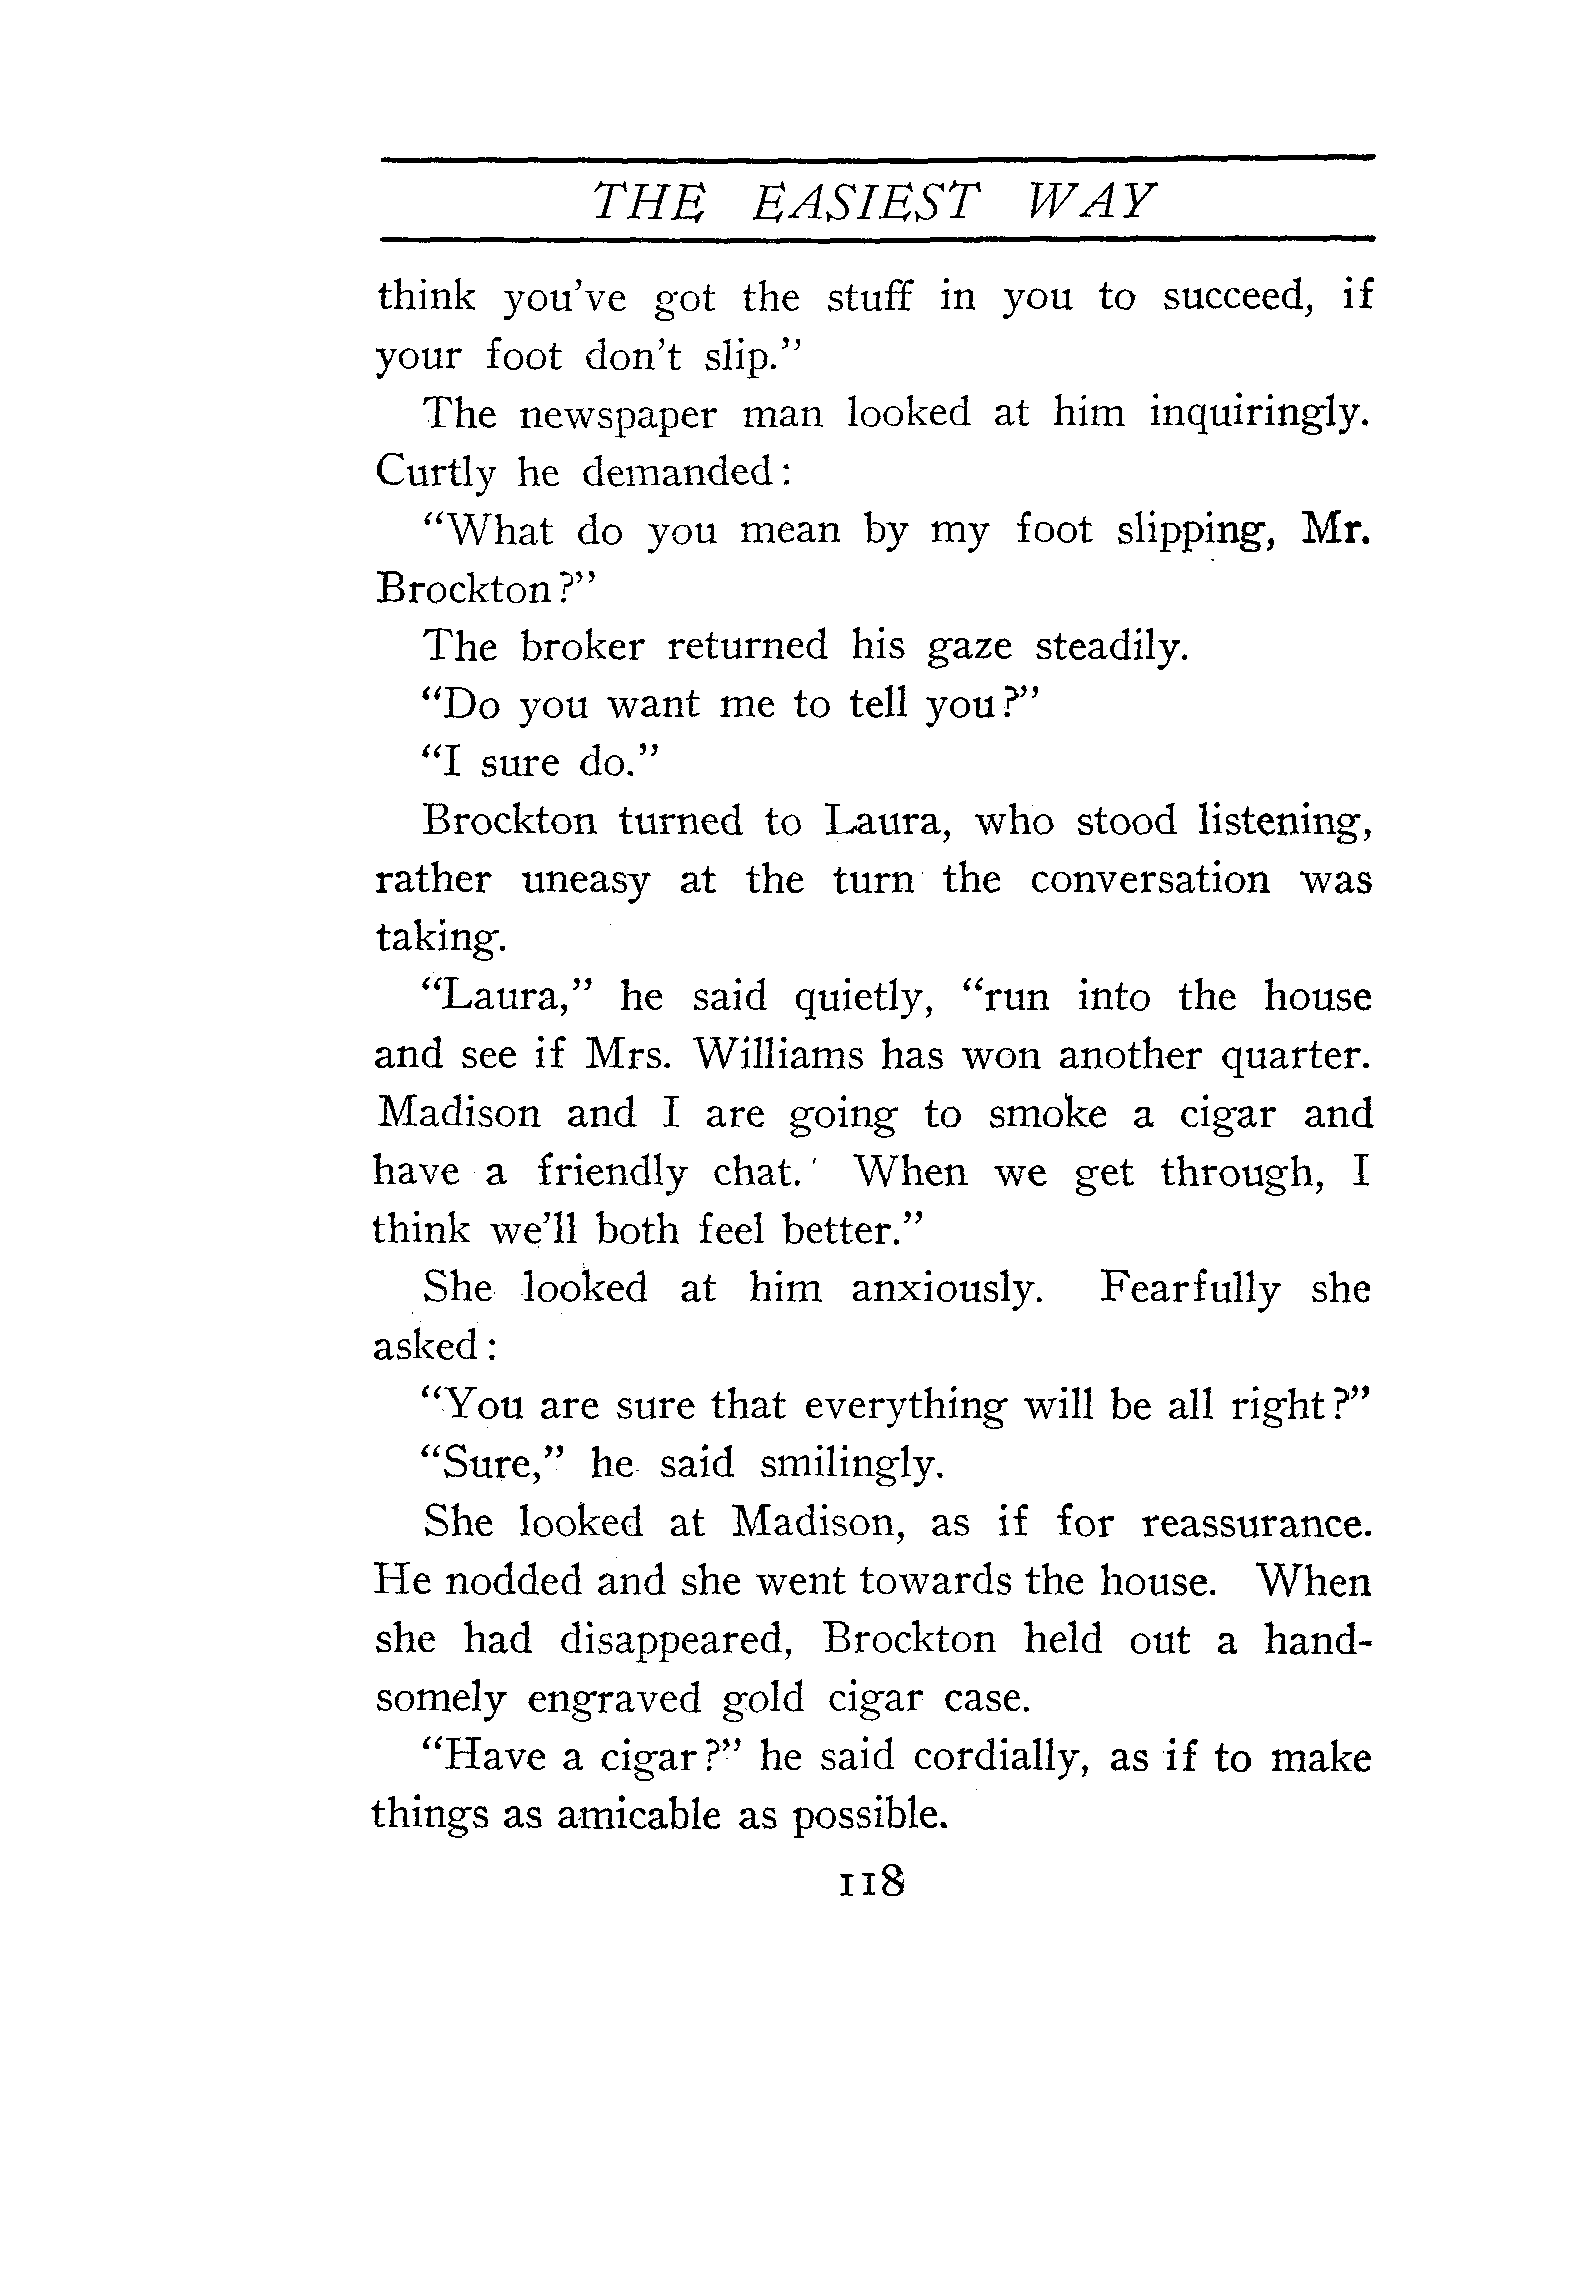 THE EASIEST WAY
think you've got the stuff in you to succeed, if
your foot don't slip."
The newspaper man looked at him inquiringly.
Curtly he demanded:
"What do you mean by my foot slipping, Mr.
Brockton?"
The broker returned his gaze steadily.
"Do you want me to tell you?"
"I sure do."
Brockton turned to Laura, who stood listening,
rather uneasy at the turn the conversation was
taking.
"Laura," he said quietly, "run into the house
and see if Mrs. Williams has won another quarter.
Madison and I are going to smoke a cigar and
have a friendly chat. When we get through, I
think we'll both feel better."
She looked at him anxiously. Fearfully she
asked:
"You are sure that everything will be all right?"
"Sure," he said smilingly.
She looked at Madison, as if for reassurance.
He nodded and she went towards the house. When
she had disappeared, Brockton held out a hand-
somely engraved gold cigar case.
"Have a cigar?" he said cordially, as if to make
things as amicable as possible.
118